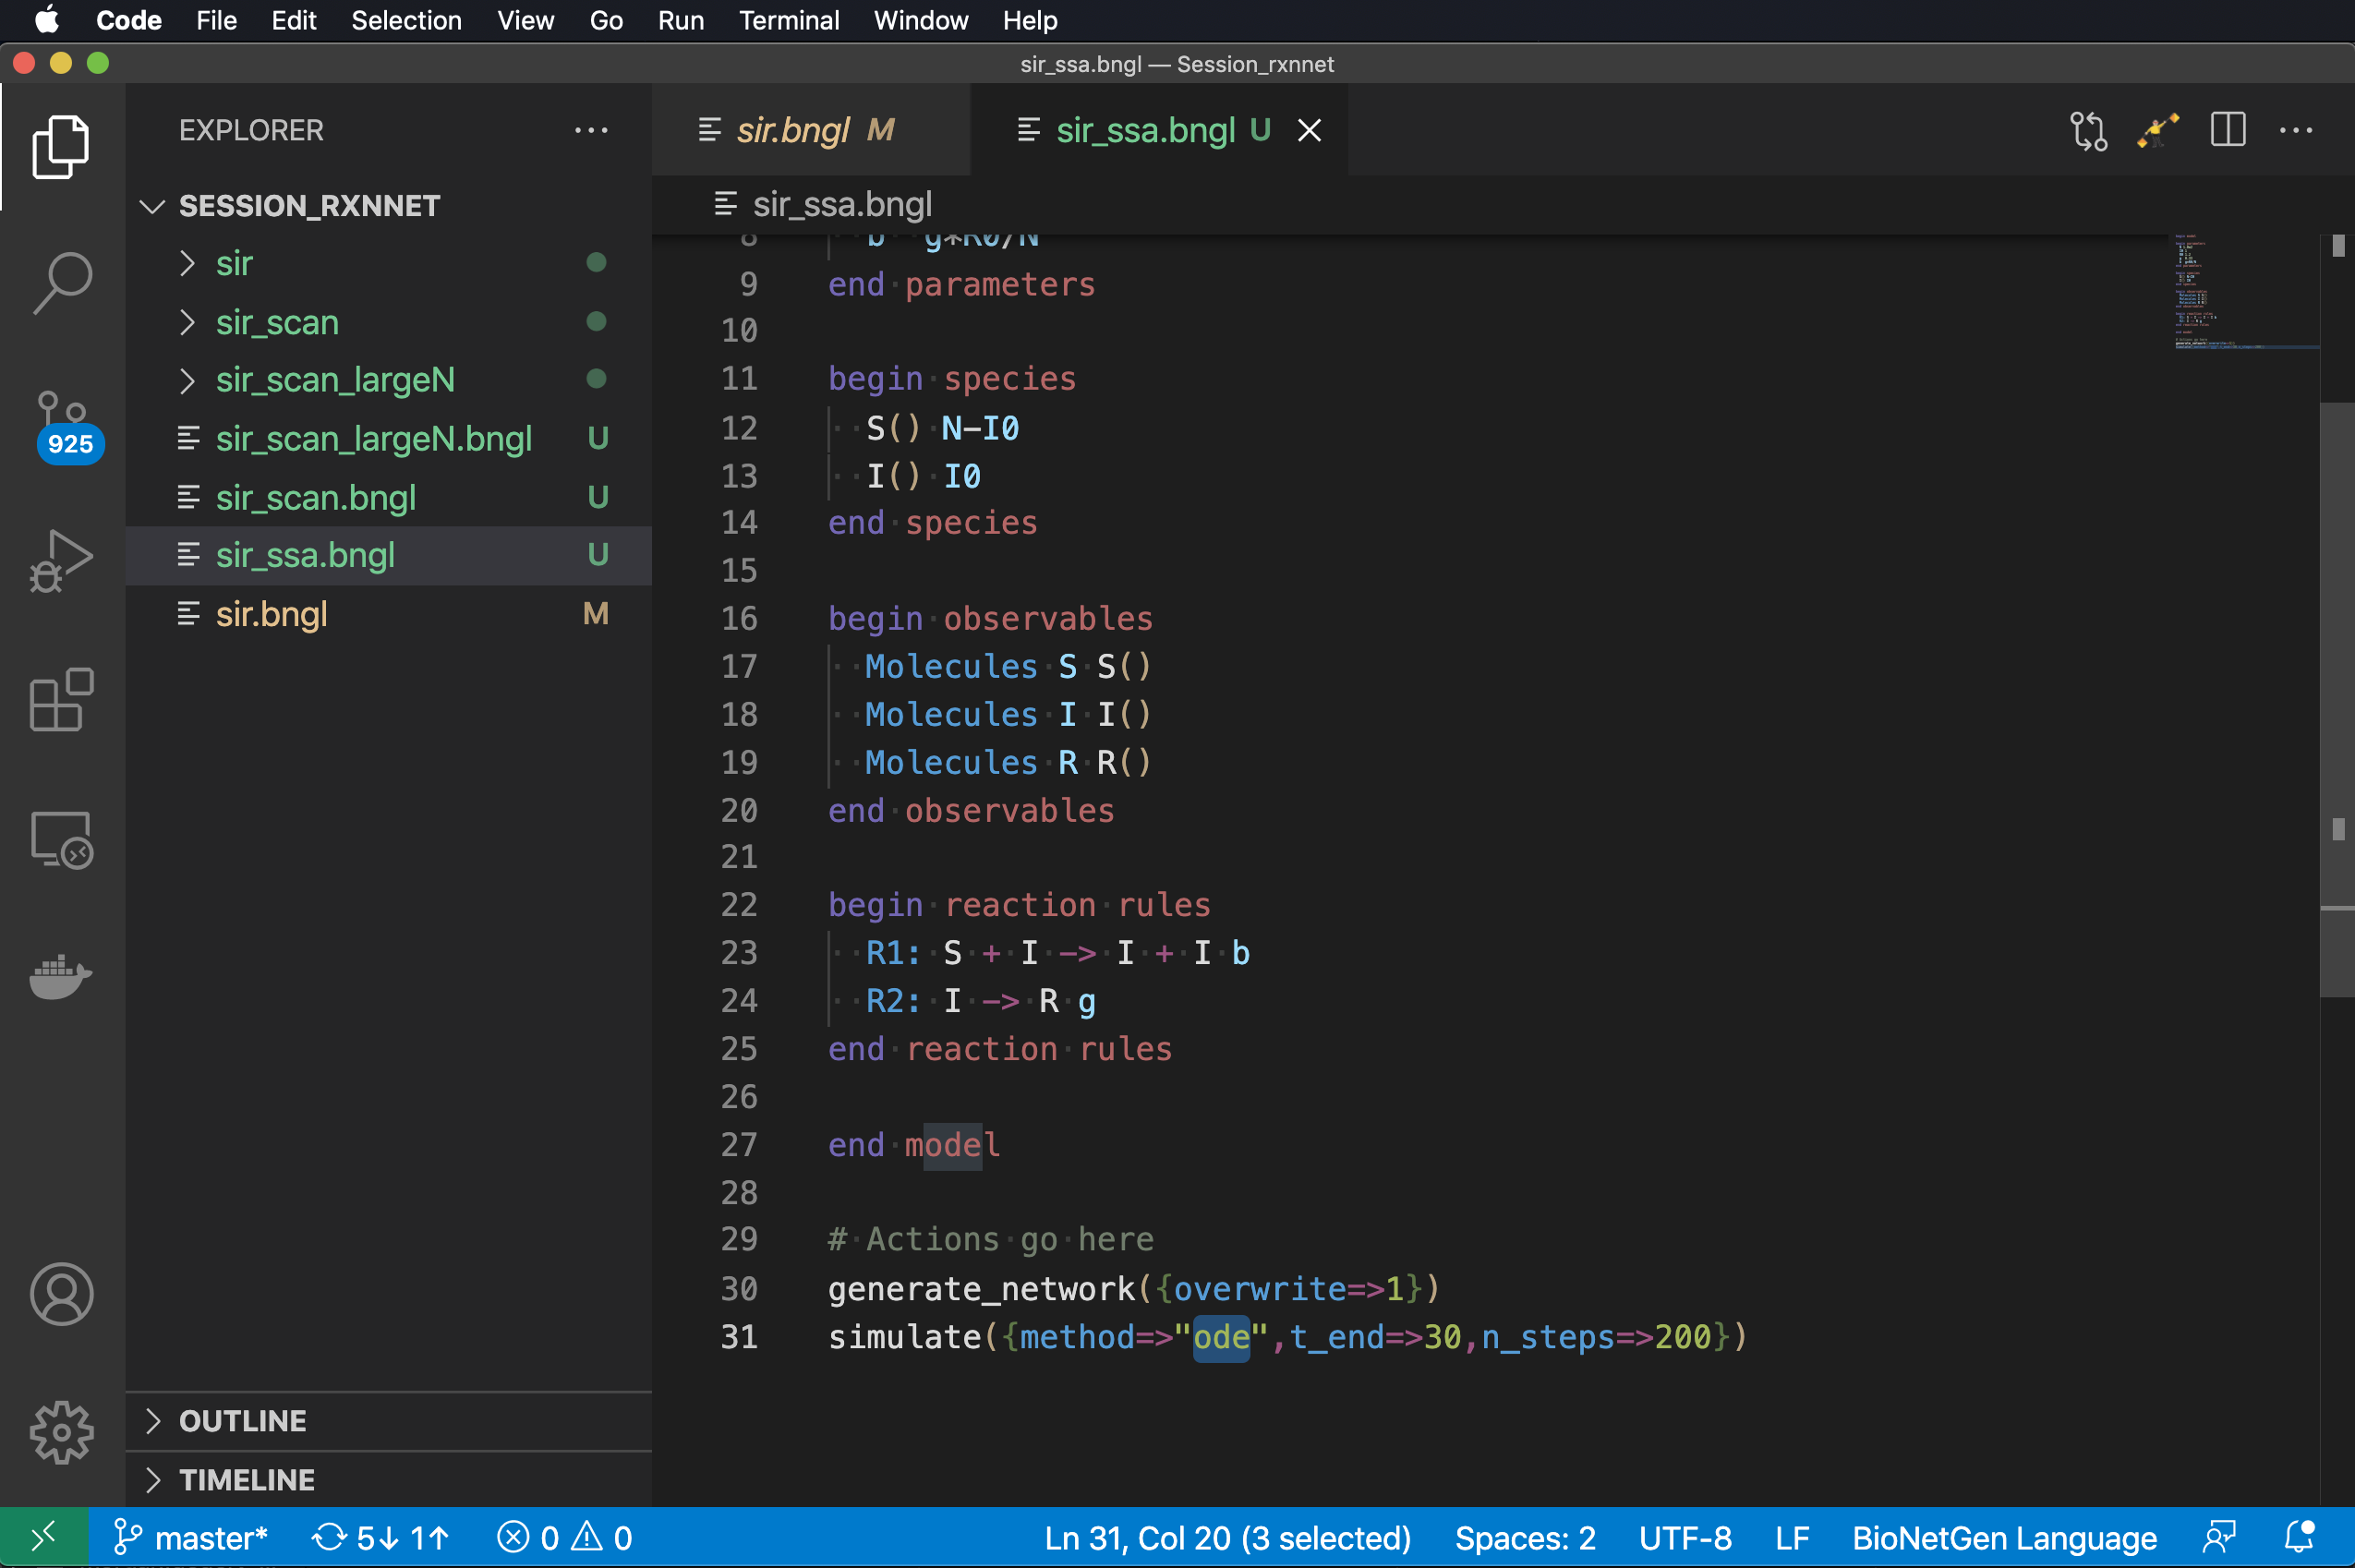 Code File Edit Selection View Go Run Terminal Window Help
sir_ssa.bngl — Session_rxnnet
EXPLORER
SESSION_RXNNET
sir
sir_scan
sir_scan_largeN
sir_scan_largeN.bngl U
sir_scan.bngl U
sir_ssa.bngl U
sir.bngl M
925
OUTLINE
TIMELINE
sir.bngl M
sir_ssa.bngl U
sir_ssa.bngl
8 b g*R0/N
9 end parameters
10
11 begin species
12 S() N-I0
13 I() I0
14 end species
15
16 begin observables
17 Molecules S S()
18 Molecules I I()
19 Molecules R R()
20 end observables
21
22 begin reaction rules
23 R1: S + I -> I + I b
24 R2: I -> R g
25 end reaction rules
26
27 end model
28
29 # Actions go here
30 generate_network({overwrite=>1})
31 simulate({method=>"ode",t_end=>30,n_steps=>200})
master* 5↓ 1↑ 0 0 Ln 31, Col 20 (3 selected) Spaces: 2 UTF-8 LF BioNetGen Language